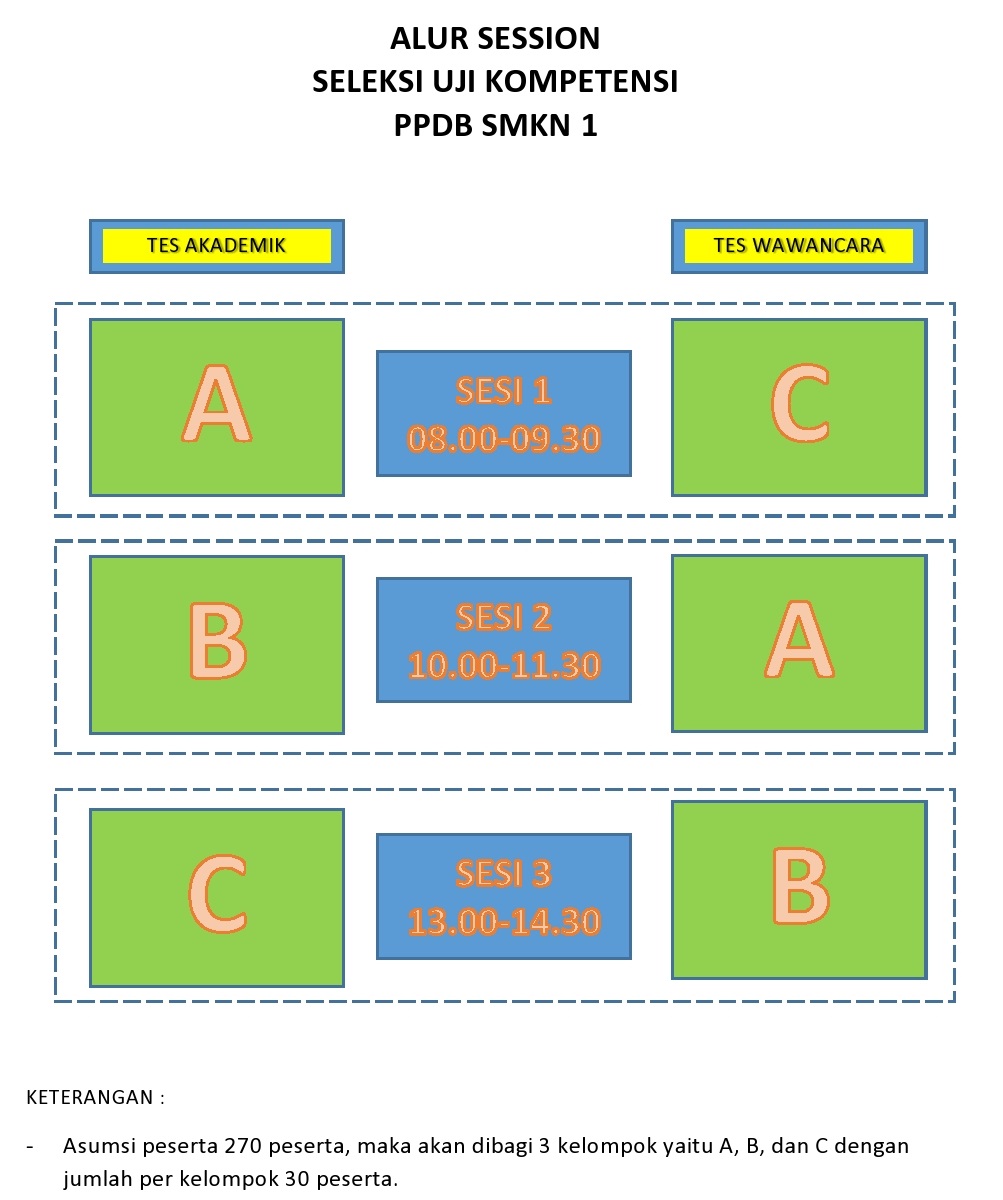 ALUR SESSION
SELEKSI UJI KOMPETENSI
PPDB SMKN 1
TES AKADEMIK
TES WAWANCARA
A
SESI 1
08.00-09.30
C
B
SESI 2
10.00-11.30
A
C
SESI 3
13.00-14.30
B
KETERANGAN :
- Asumsi peserta 270 peserta, maka akan dibagi 3 kelompok yaitu A, B, dan C dengan
jumlah per kelompok 30 peserta.